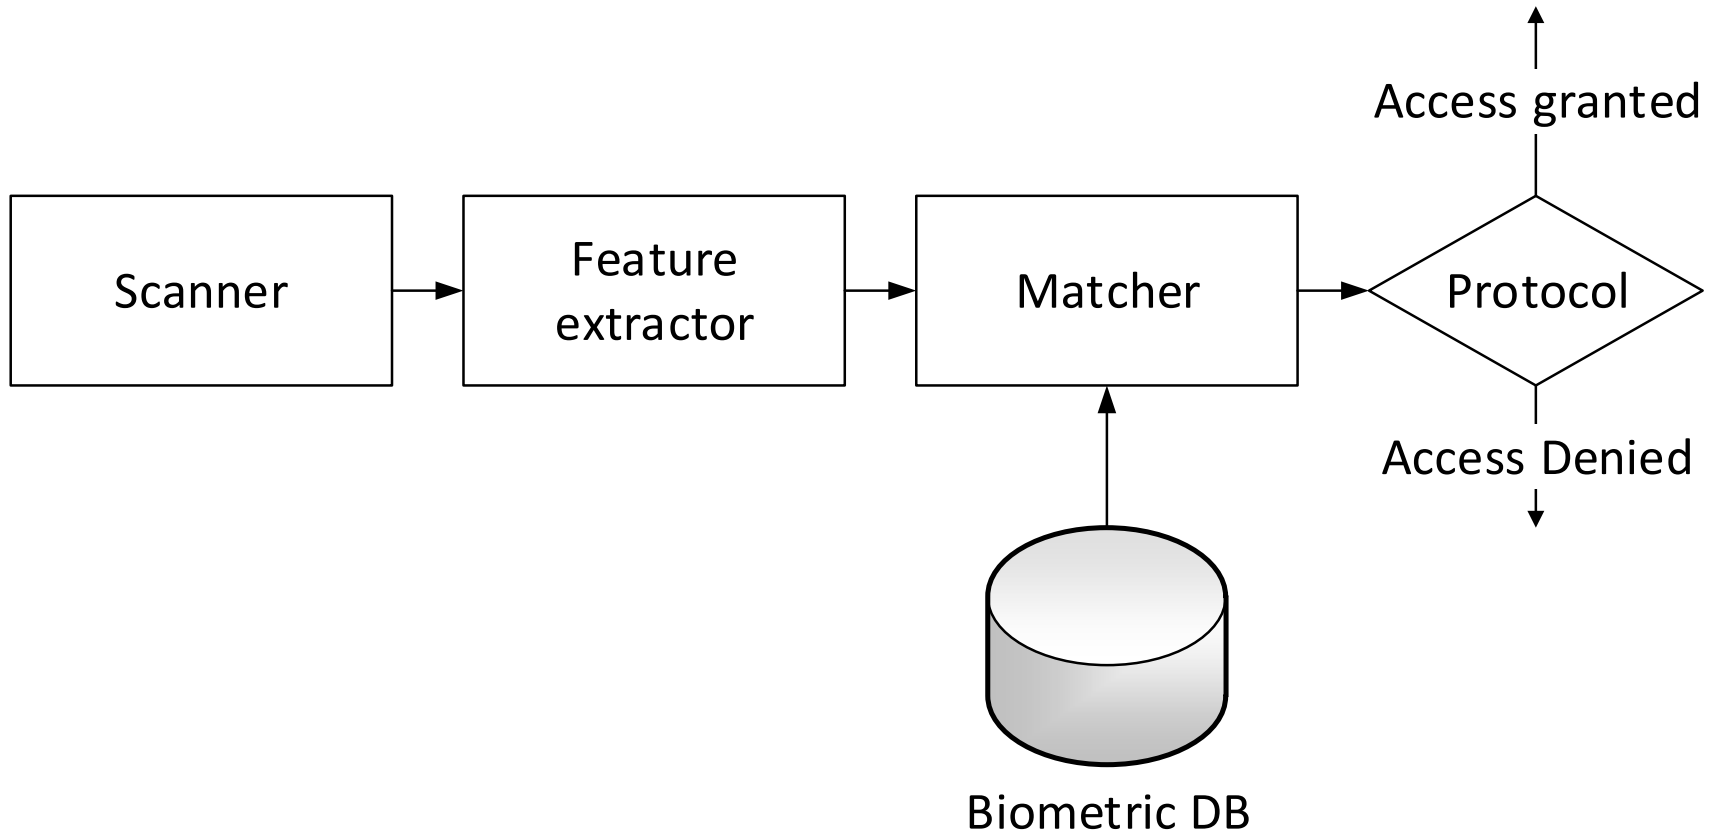 Access granted
Scanner
Feature
extractor
Matcher
Protocol
Access Denied
Biometric DB